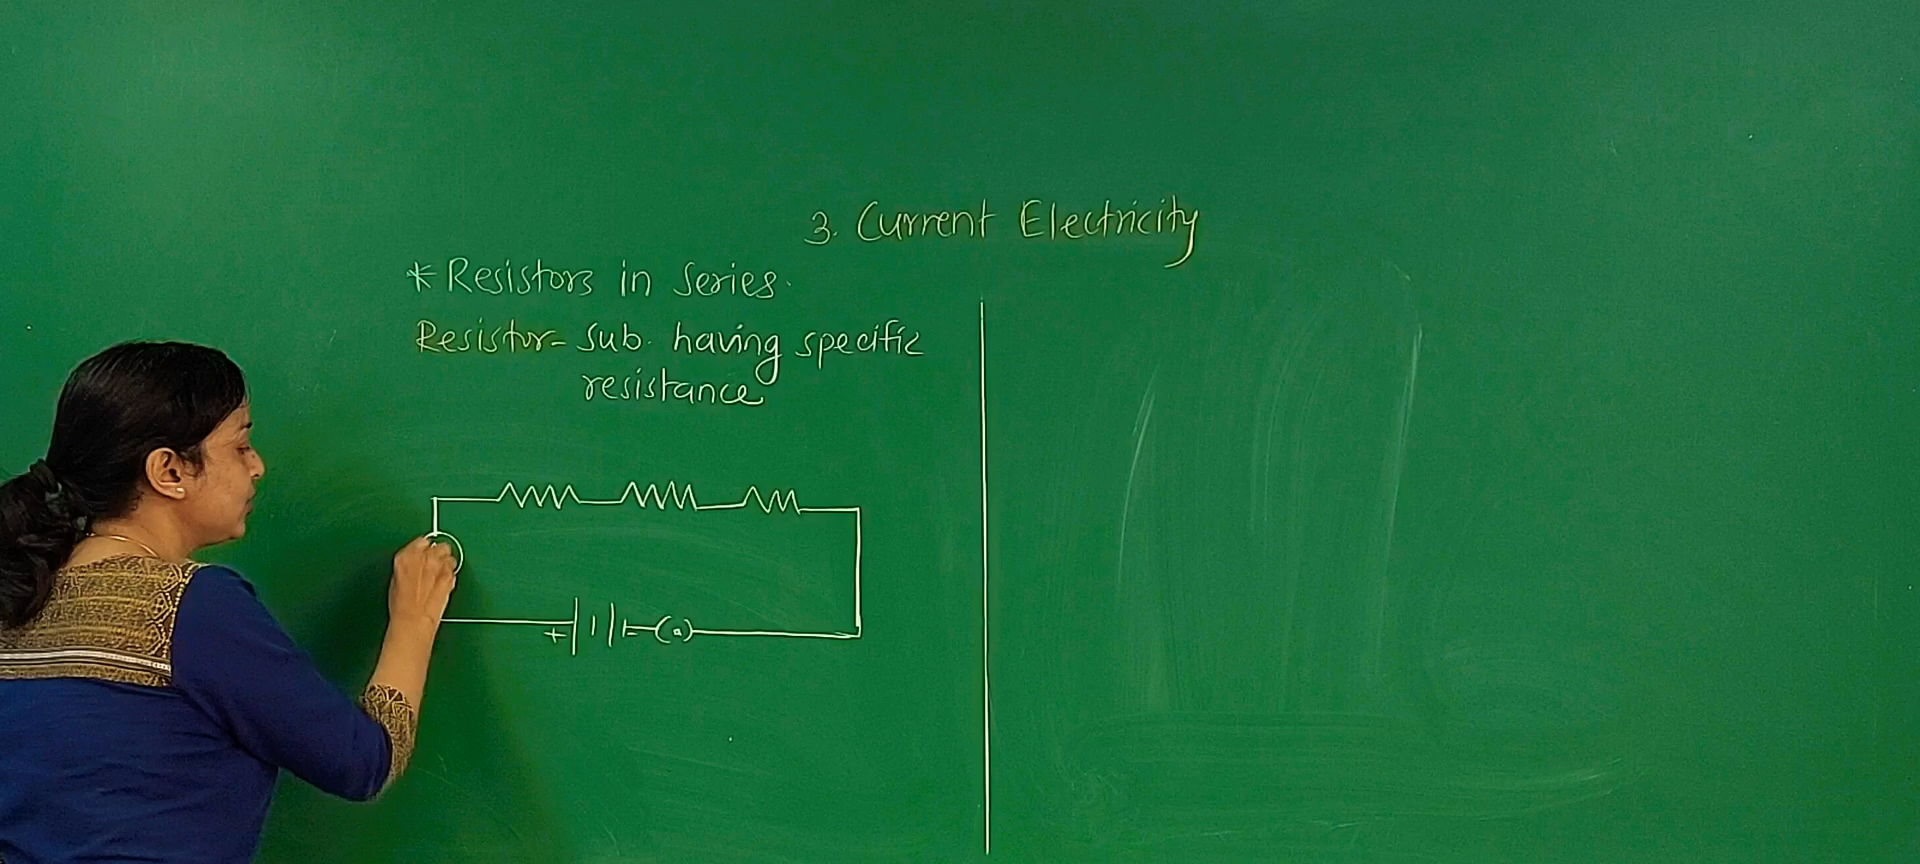 3. Current Electricity
* Resistors in series.
Resistor - sub. having specific
resistance
+ -